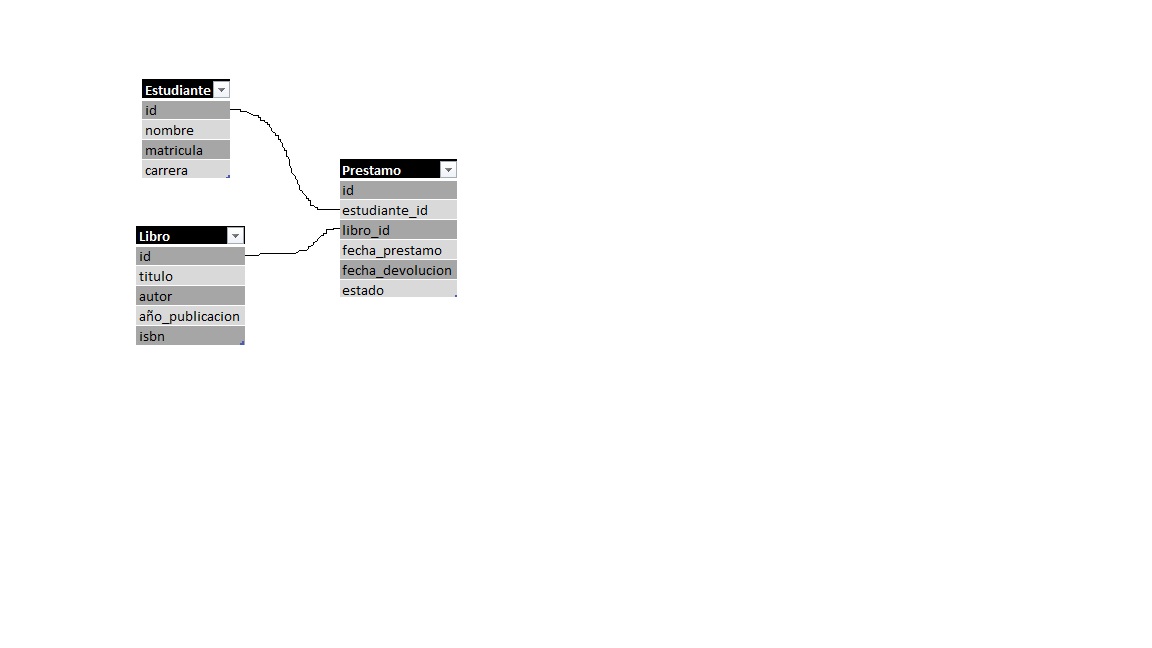 Estudiante
id
nombre
matricula
carrera
Libro
id
titulo
autor
año_publicacion
isbn
Prestamo
id
estudiante_id
libro_id
fecha_prestamo
fecha_devolucion
estado